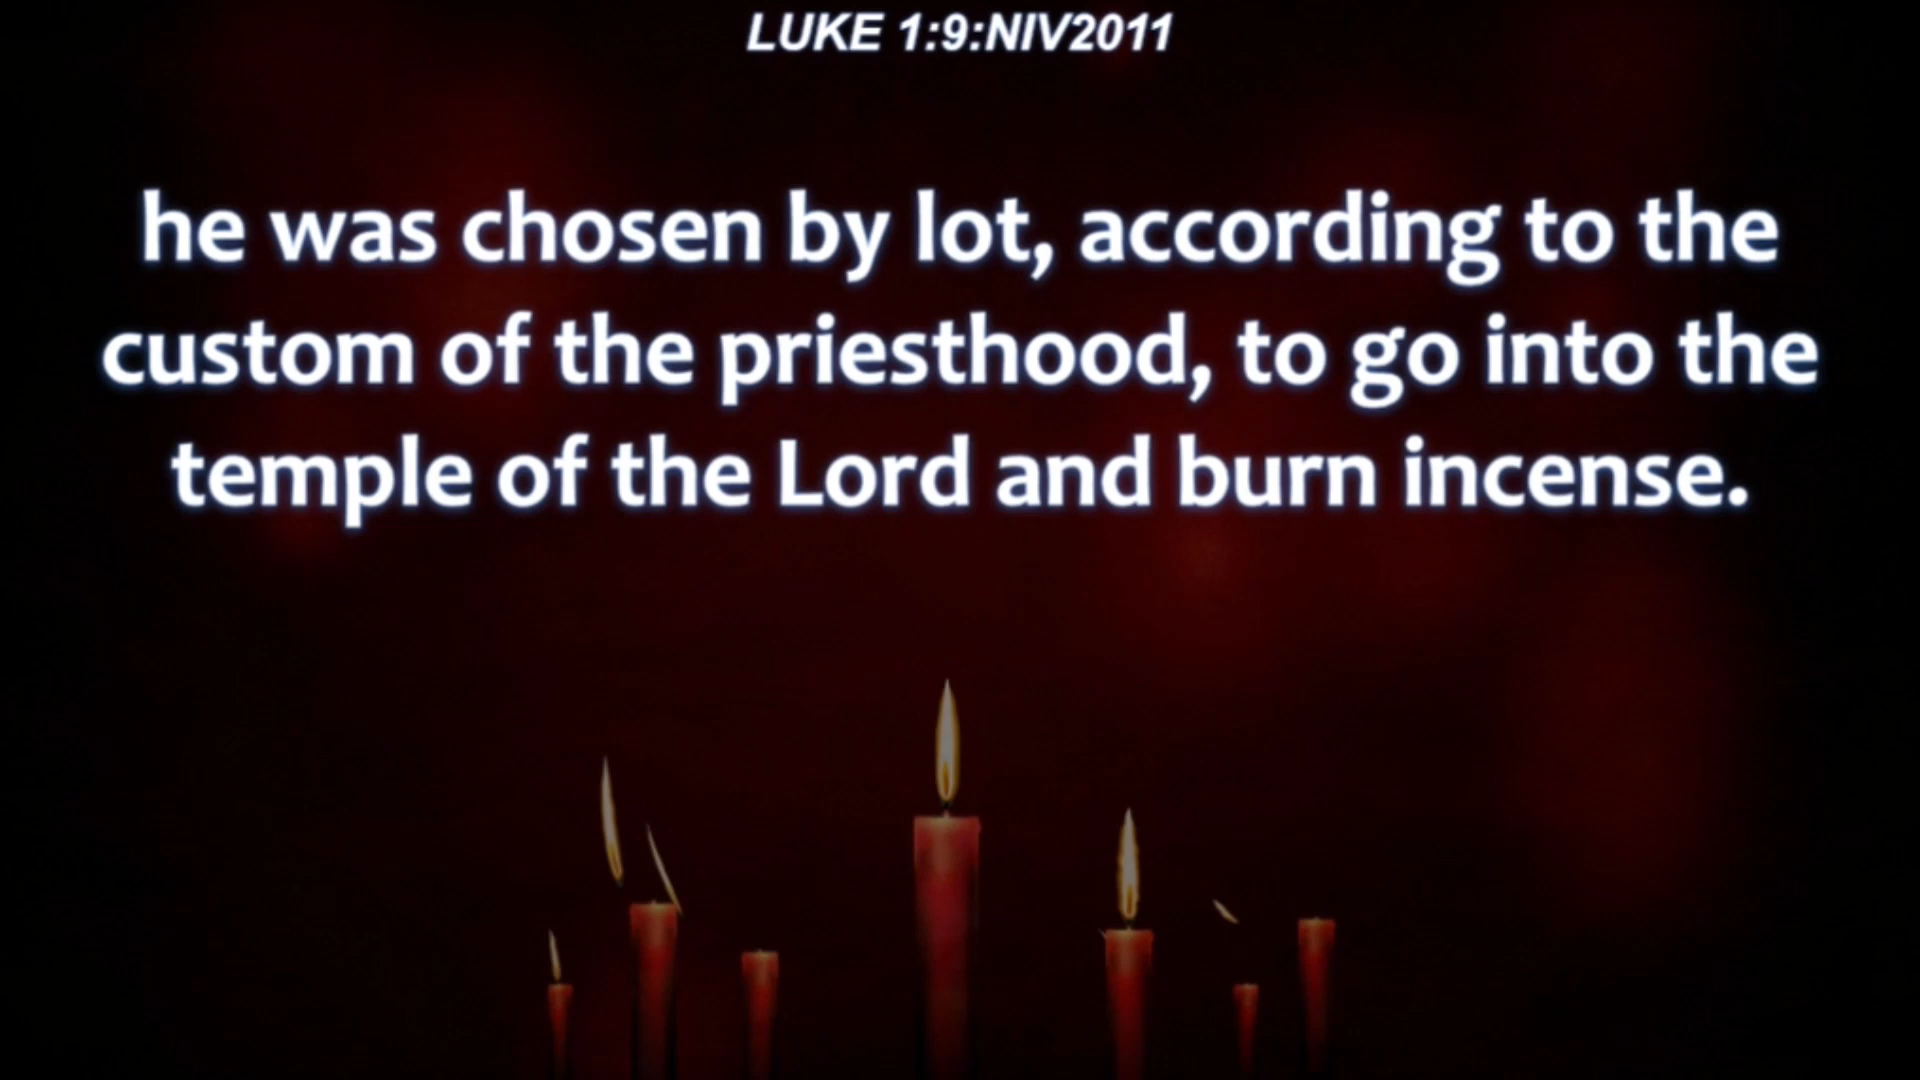 LUKE 1:9:NIV2011
he was chosen by lot, according to the
custom of the priesthood, to go into the
temple of the Lord and burn incense.